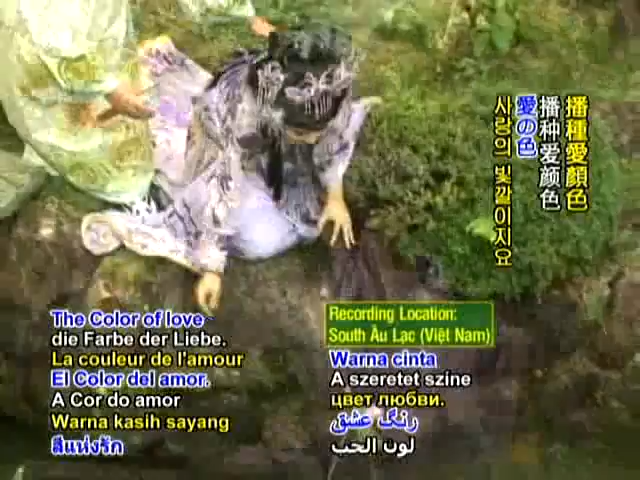 播種愛顏色
播种爱颜色
愛の色
사랑의 빛깔이지요
The Color of love~
die Farbe der Liebe.
La couleur de l'amour
El Color del amor.
A Cor do amor
Warna kasih sayang
สีแห่งรัก
Recording Location:
South Âu Lạc (Việt Nam)
Warna cinta
A szeretet szine
цвет любви.
رنگ عشق
لون الحب